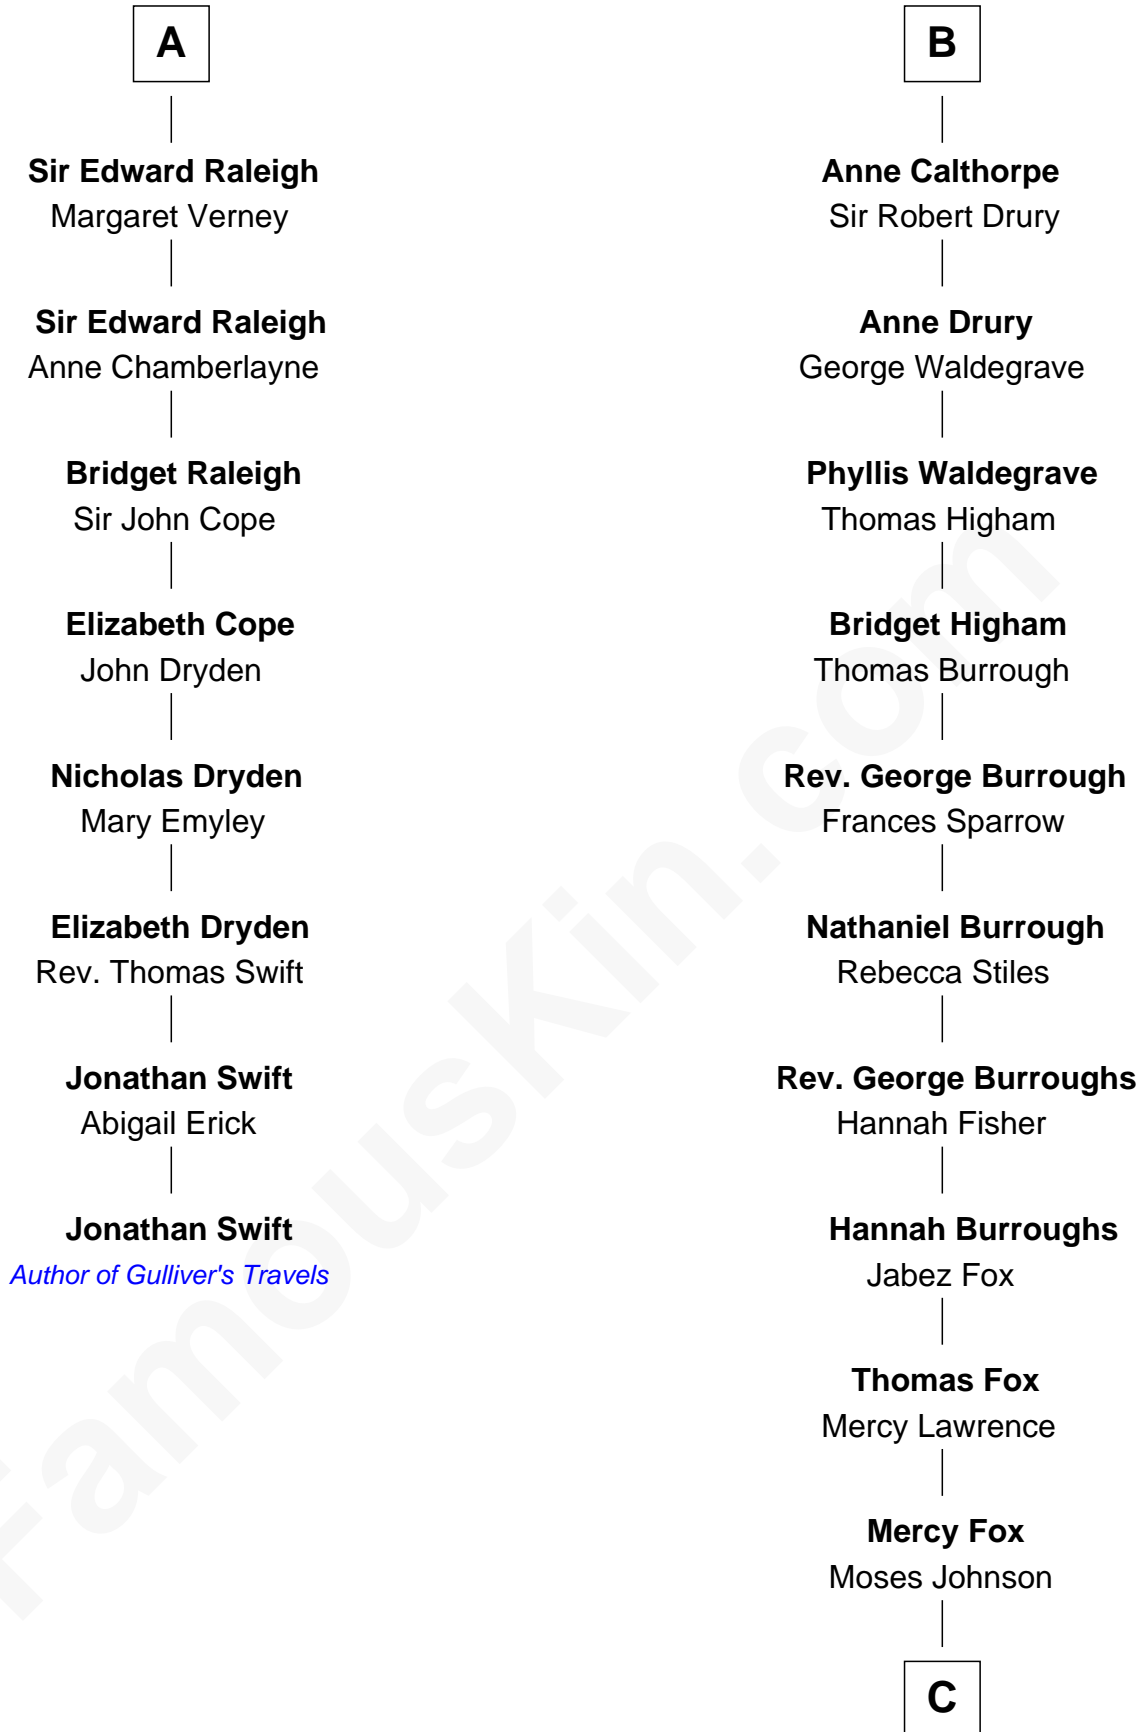 A
Sir Edward Raleigh
Margaret Verney
Sir Edward Raleigh
Anne Chamberlayne
Bridget Raleigh
Sir John Cope
Elizabeth Cope
John Dryden
Nicholas Dryden
Mary Emyley
Elizabeth Dryden
Rev. Thomas Swift
Jonathan Swift
Abigail Erick
Jonathan Swift
Author of Gulliver's Travels
B
Anne Calthorpe
Sir Robert Drury
Anne Drury
George Waldegrave
Phyllis Waldegrave
Thomas Higham
Bridget Higham
Thomas Burrough
Rev. George Burrough
Frances Sparrow
Nathaniel Burrough
Rebecca Stiles
Rev. George Burroughs
Hannah Fisher
Hannah Burroughs
Jabez Fox
Thomas Fox
Mercy Lawrence
Mercy Fox
Moses Johnson
C
FamousKin.com